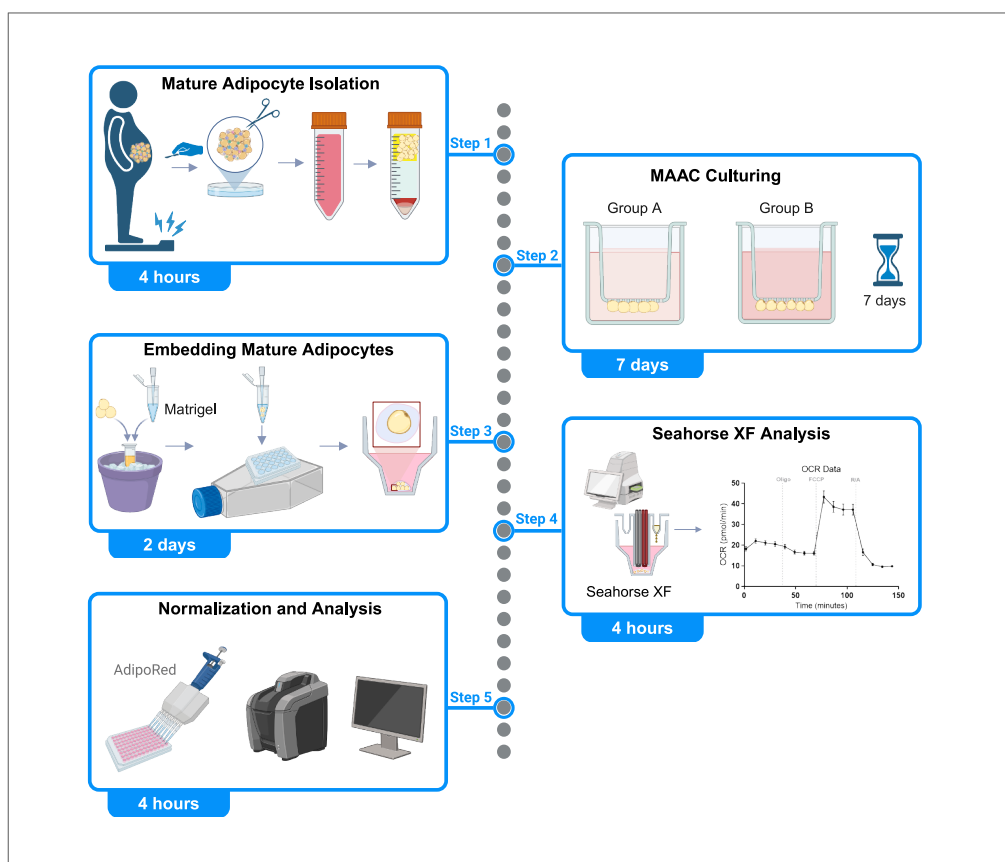 Mature Adipocyte Isolation
Step 1
4 hours
MAAC Culturing
Group A
Group B
7 days
Step 2
7 days
Embedding Mature Adipocytes
Matrigel
Step 3
2 days
Seahorse XF Analysis
OCR Data
Oligo
FCCP
R/A
50
40
30
20
10
0
OCR (pmol/min)
0
50
100
150
Time (minutes)
Seahorse XF
Step 4
4 hours
Normalization and Analysis
AdipoRed
Step 5
4 hours